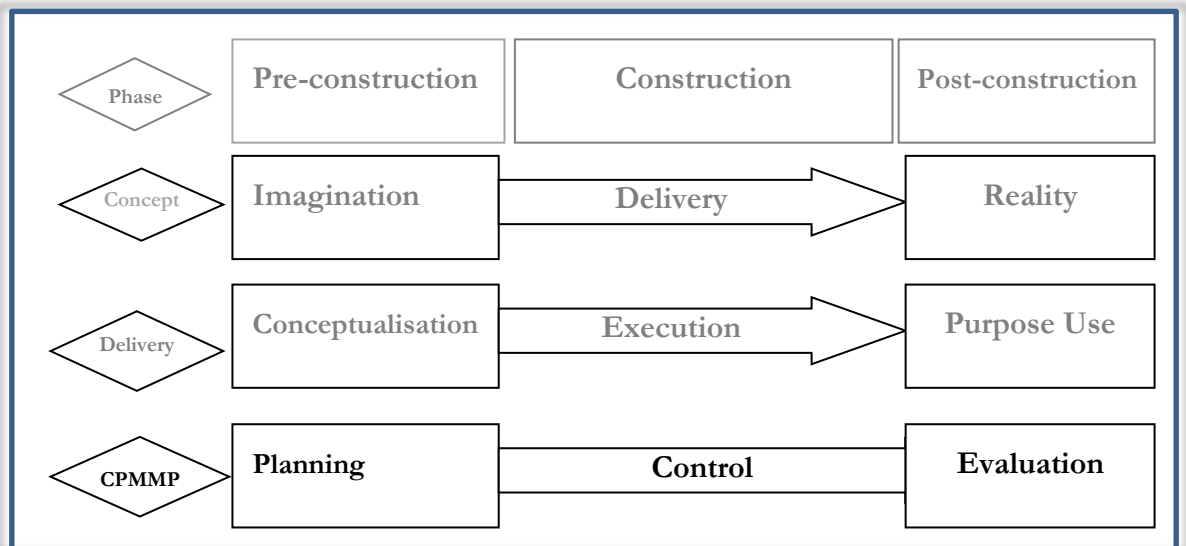 Phase
Pre-construction
Construction
Post-construction
Concept
Imagination
Delivery
Reality
Delivery
Conceptualisation
Execution
Purpose Use
CPMMP
Planning
Control
Evaluation